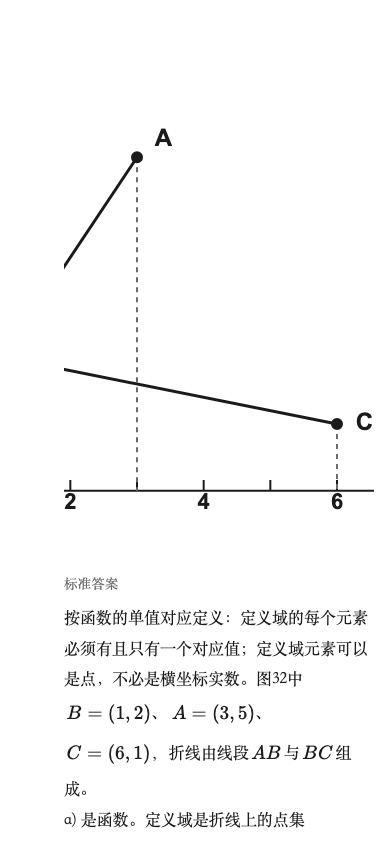 A
C
2 4 6
标准答案
按函数的单值对应定义：定义域的每个元素
必须有且只有一个对应值；定义域元素可以
是点，不必是横坐标实数。图32中
B = (1, 2)、A = (3, 5)、
C = (6, 1)，折线由线段 AB 与 BC 组
成。
a) 是函数。定义域是折线上的点集